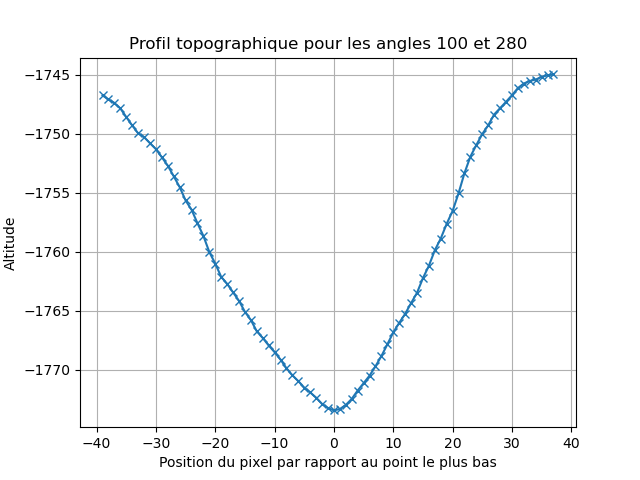 Profil topographique pour les angles 100 et 280
−1745
−1750
−1755
−1760
−1765
−1770
Altitude
−40 −30 −20 −10 0 10 20 30 40
Position du pixel par rapport au point le plus bas